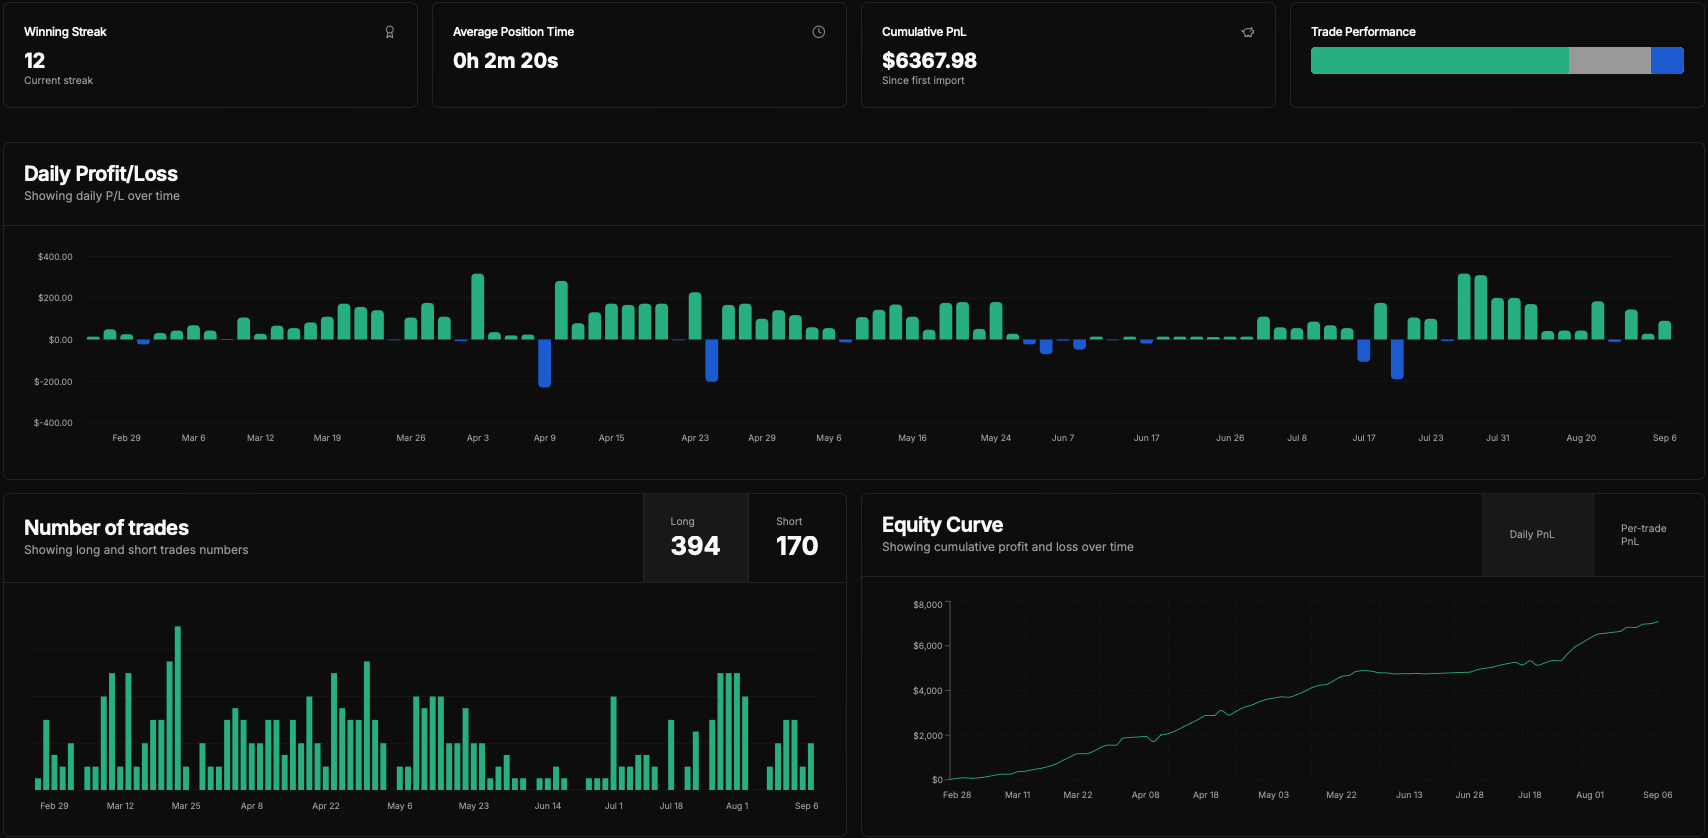 Winning Streak
12
Current streak
Average Position Time
0h 2m 20s
Cumulative PnL
$6367.98
Since first import
Trade Performance
Daily Profit/Loss
Showing daily P/L over time
$400.00
$200.00
$0.00
$-200.00
$-400.00
Feb 29 Mar 6 Mar 12 Mar 19 Mar 26 Apr 3 Apr 9 Apr 15 Apr 23 Apr 29 May 6 May 16 May 24 Jun 7 Jun 17 Jun 26 Jul 8 Jul 17 Jul 23 Jul 31 Aug 20 Sep 6
Number of trades
Showing long and short trades numbers
Long
394
Short
170
Feb 29 Mar 12 Mar 25 Apr 8 Apr 22 May 6 May 23 Jun 14 Jul 1 Jul 18 Aug 1 Sep 6
Equity Curve
Showing cumulative profit and loss over time
Daily PnL
Per-trade
PnL
$8,000
$6,000
$4,000
$2,000
$0
Feb 28 Mar 11 Mar 22 Apr 08 Apr 18 May 03 May 22 Jun 13 Jun 28 Jul 18 Aug 01 Sep 06